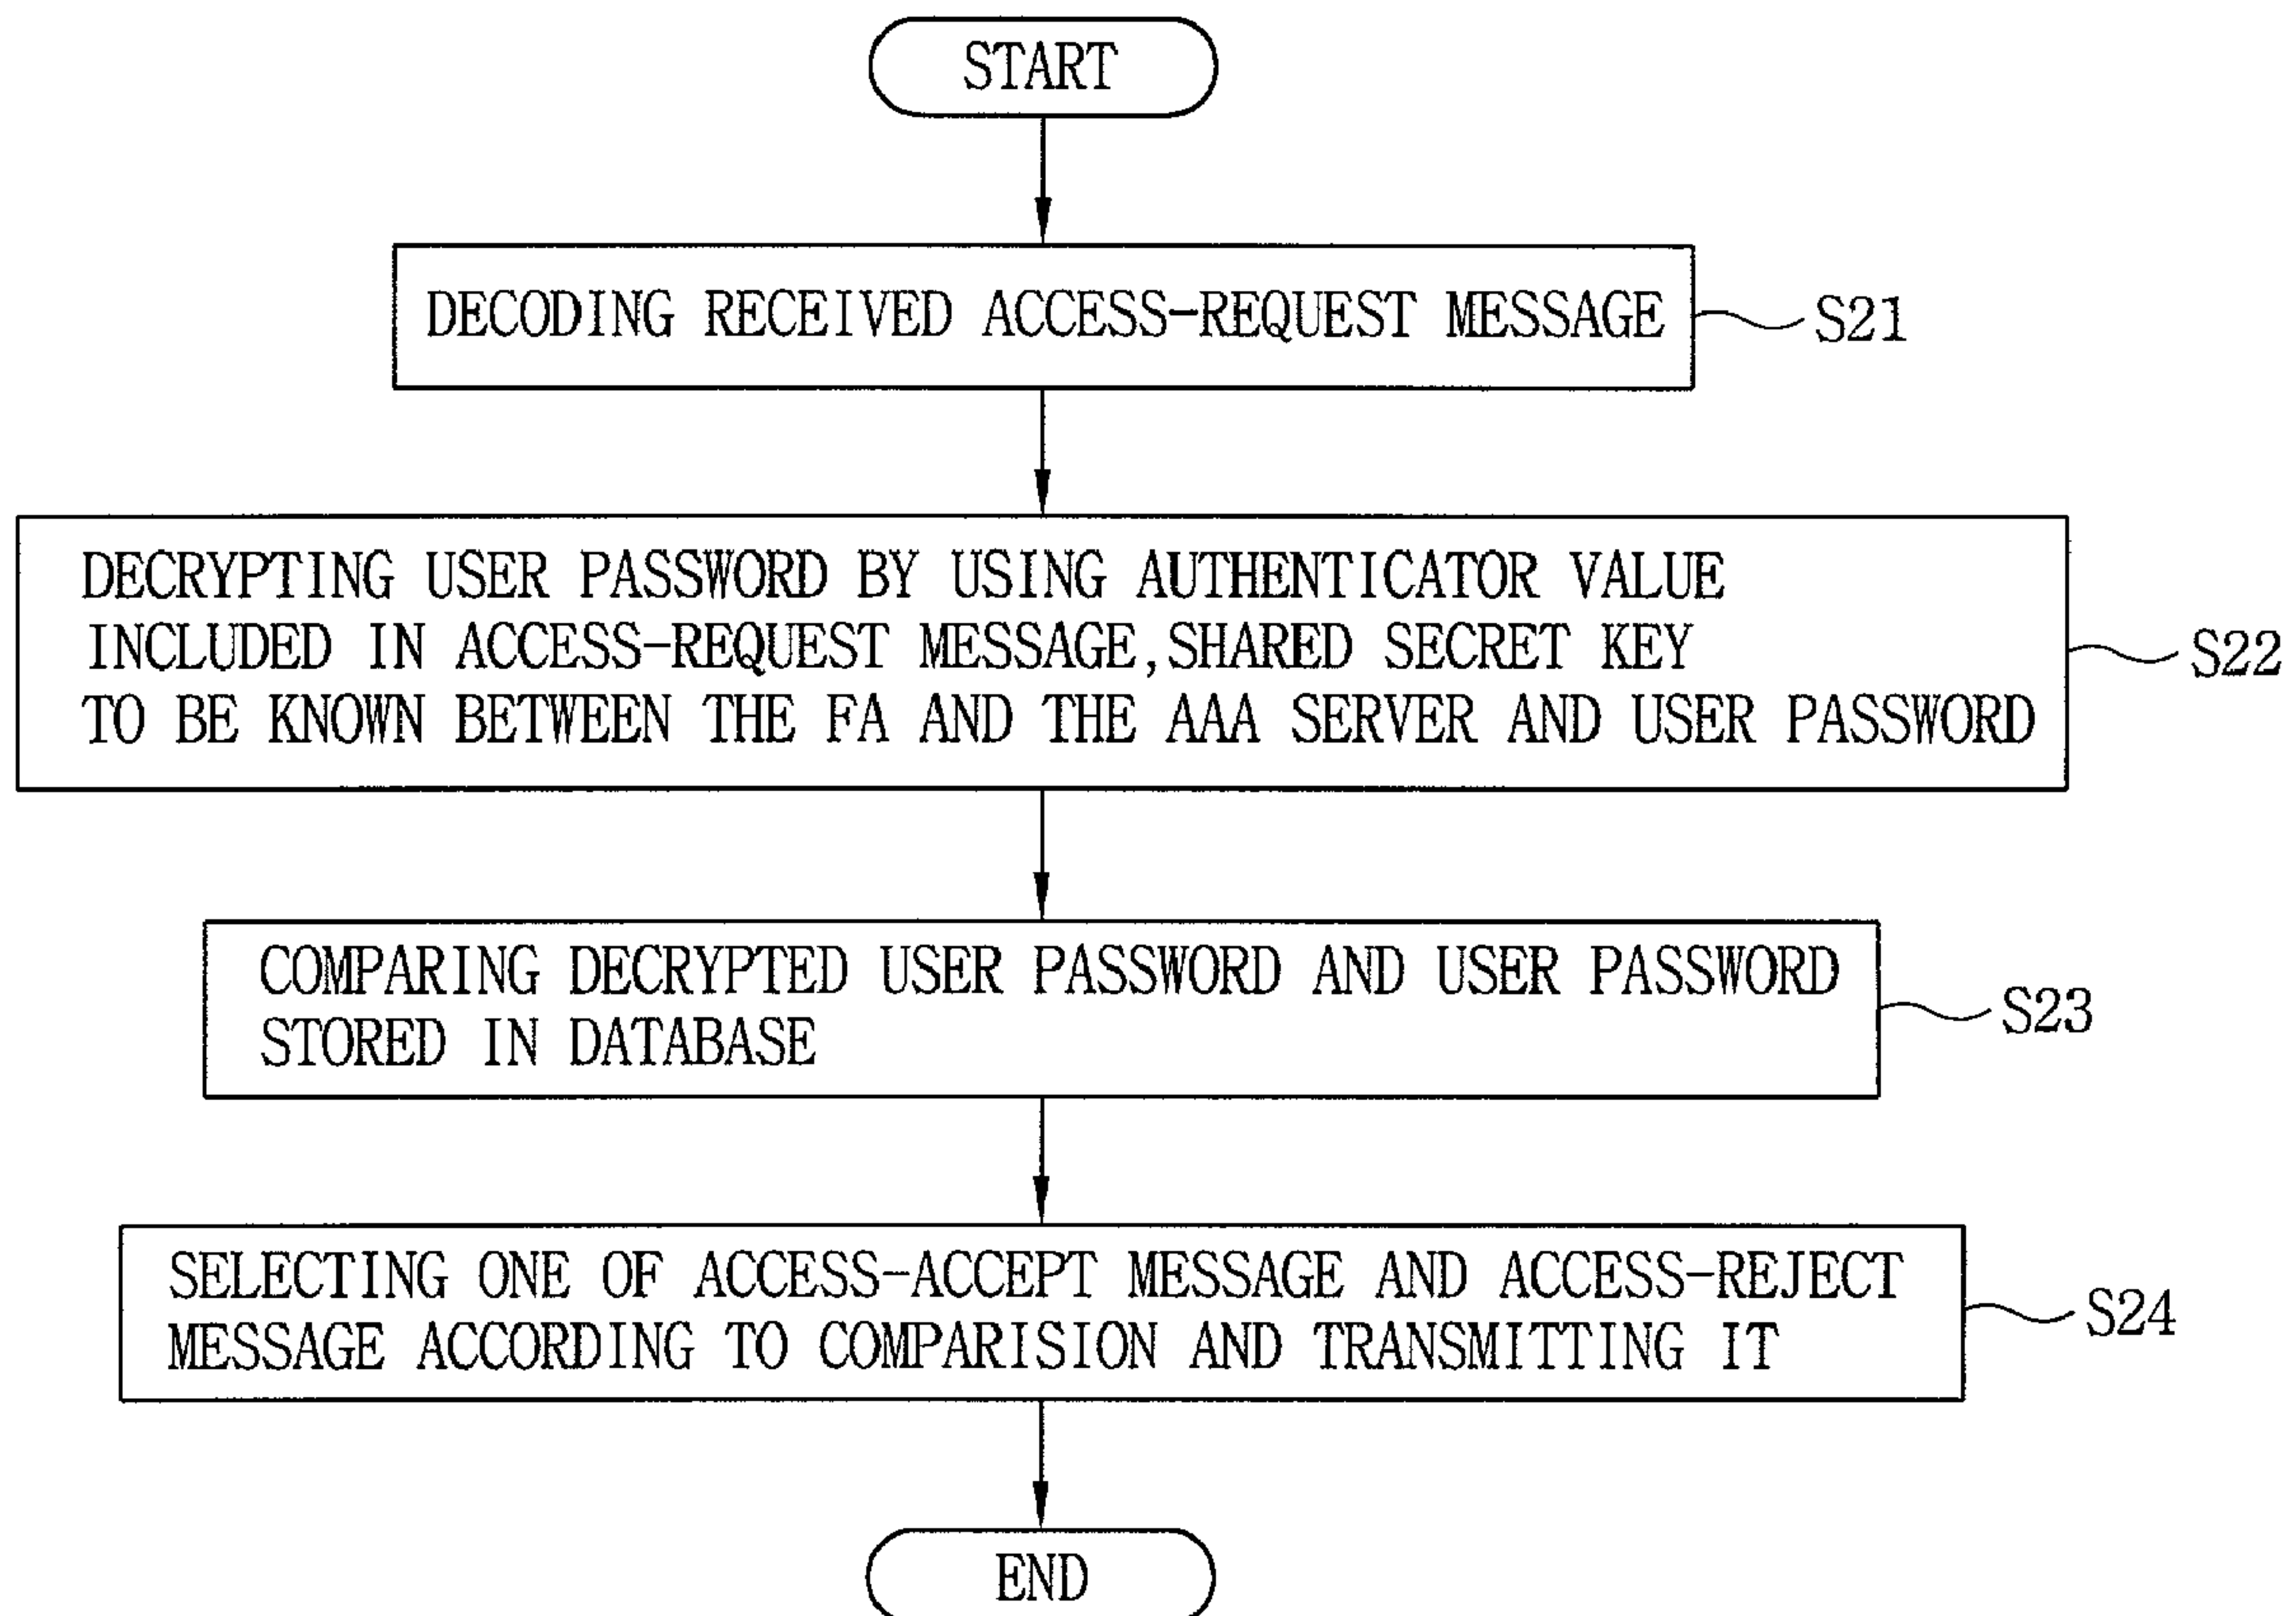 START
DECODING RECEIVED ACCESS-REQUEST MESSAGE
S21
DECRYPTING USER PASSWORD BY USING AUTHENTICATOR VALUE
INCLUDED IN ACCESS-REQUEST MESSAGE,SHARED SECRET KEY
TO BE KNOWN BETWEEN THE FA AND THE AAA SERVER AND USER PASSWORD
S22
COMPARING DECRYPTED USER PASSWORD AND USER PASSWORD
STORED IN DATABASE
S23
SELECTING ONE OF ACCESS-ACCEPT MESSAGE AND ACCESS-REJECT
MESSAGE ACCORDING TO COMPARISION AND TRANSMITTING IT
S24
END